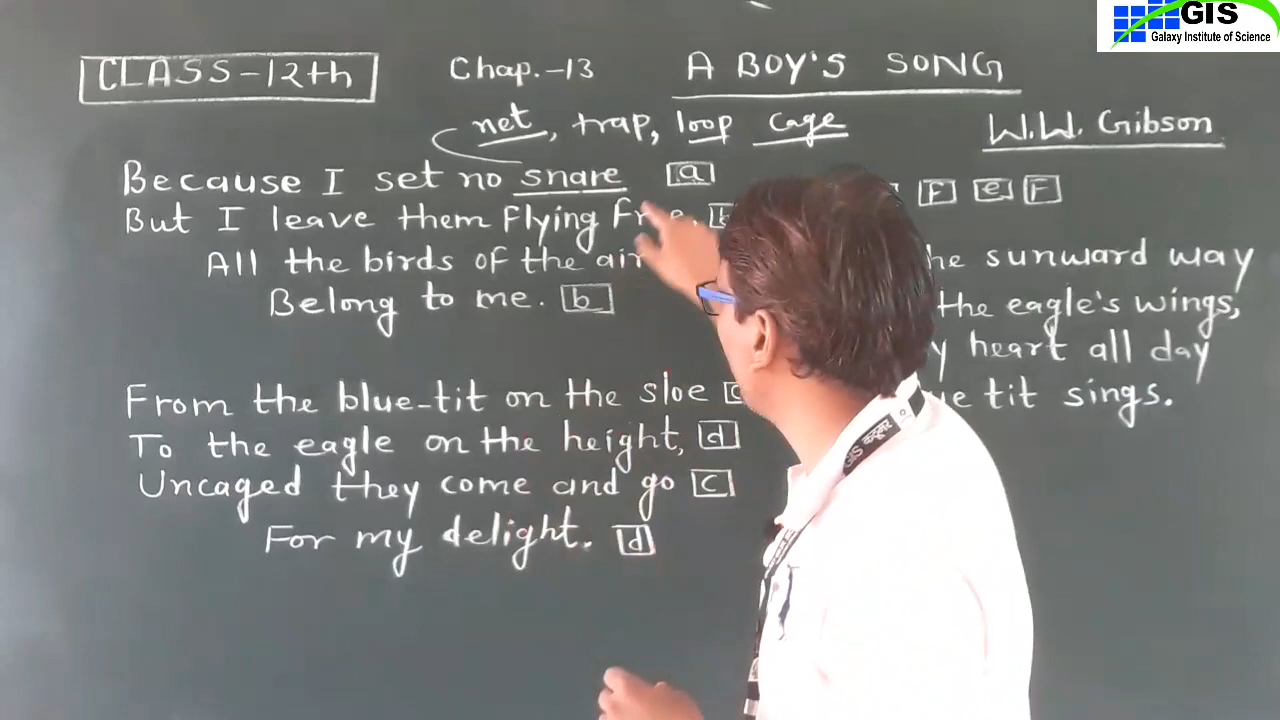 GIS
Galaxy Institute of Science
CLASS-12th Chap.-13 A BOY'S SONG
net, trap, loop cage W.W. Gibson
Because I set no snare a
But I leave them flying
All the birds of the air
Belong to me. b
From the blue-tit on the sloe
To the eagle on the height, d
Uncaged they come and go c
For my delight. d
F e F
sunward way
the eagle's wings,
heart all day
tit sings.
GIS